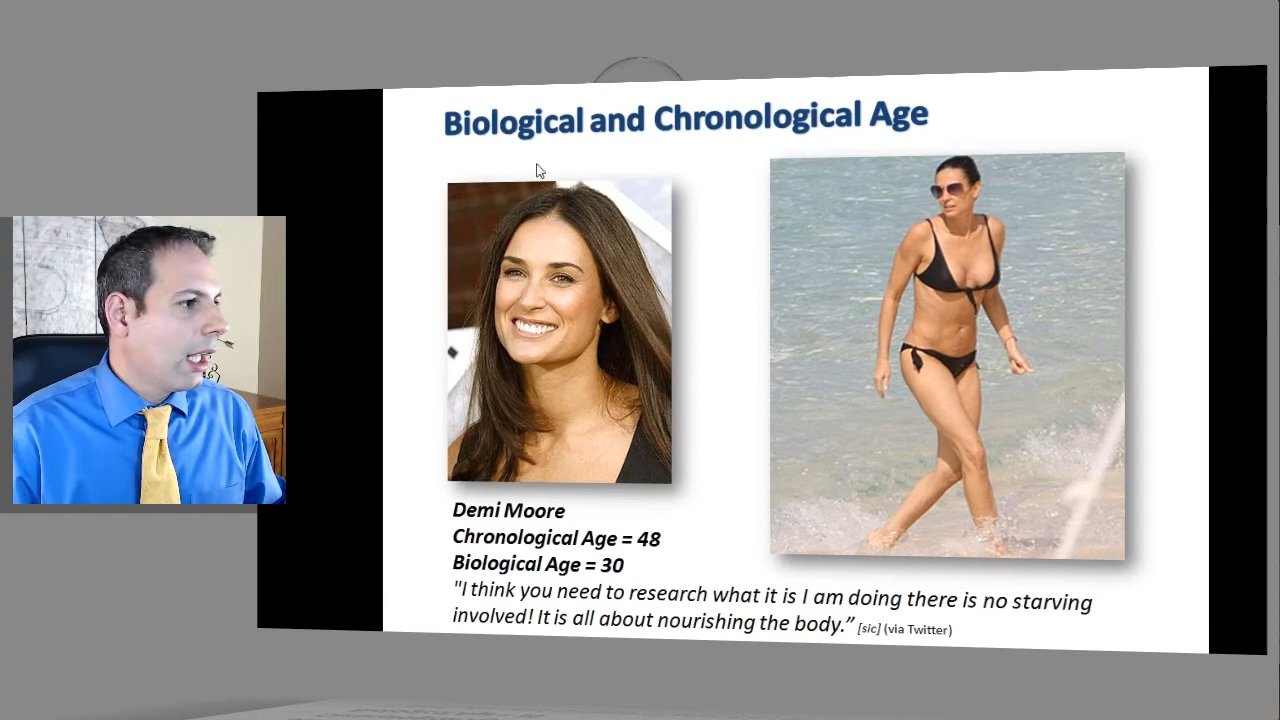 Biological and Chronological Age
Demi Moore
Chronological Age = 48
Biological Age = 30
"I think you need to research what it is I am doing there is no starving
involved! It is all about nourishing the body.” [sic] (via Twitter)